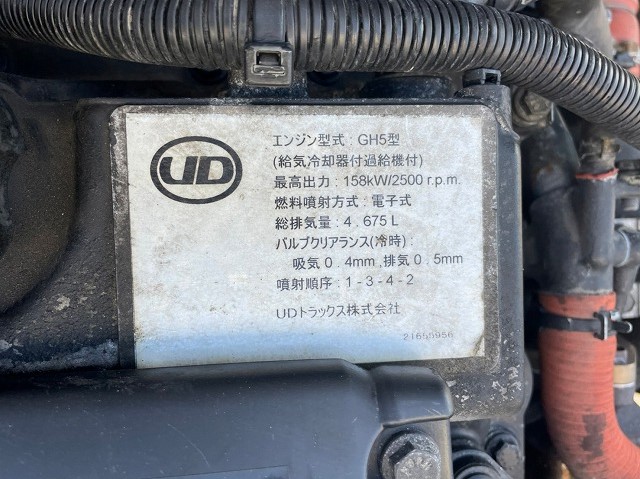 UD
エンジン型式 : GH5型
(給気冷却器付過給機付)
最高出力 : 158kW/2500 r.p.m.
燃料噴射方式 : 電子式
総排気量 : 4 . 675 L
バルブクリアランス(冷時) :
吸気 0 . 4mm , 排気 0 . 5mm
噴射順序 : 1 - 3 - 4 - 2
UDトラックス株式会社
21655956